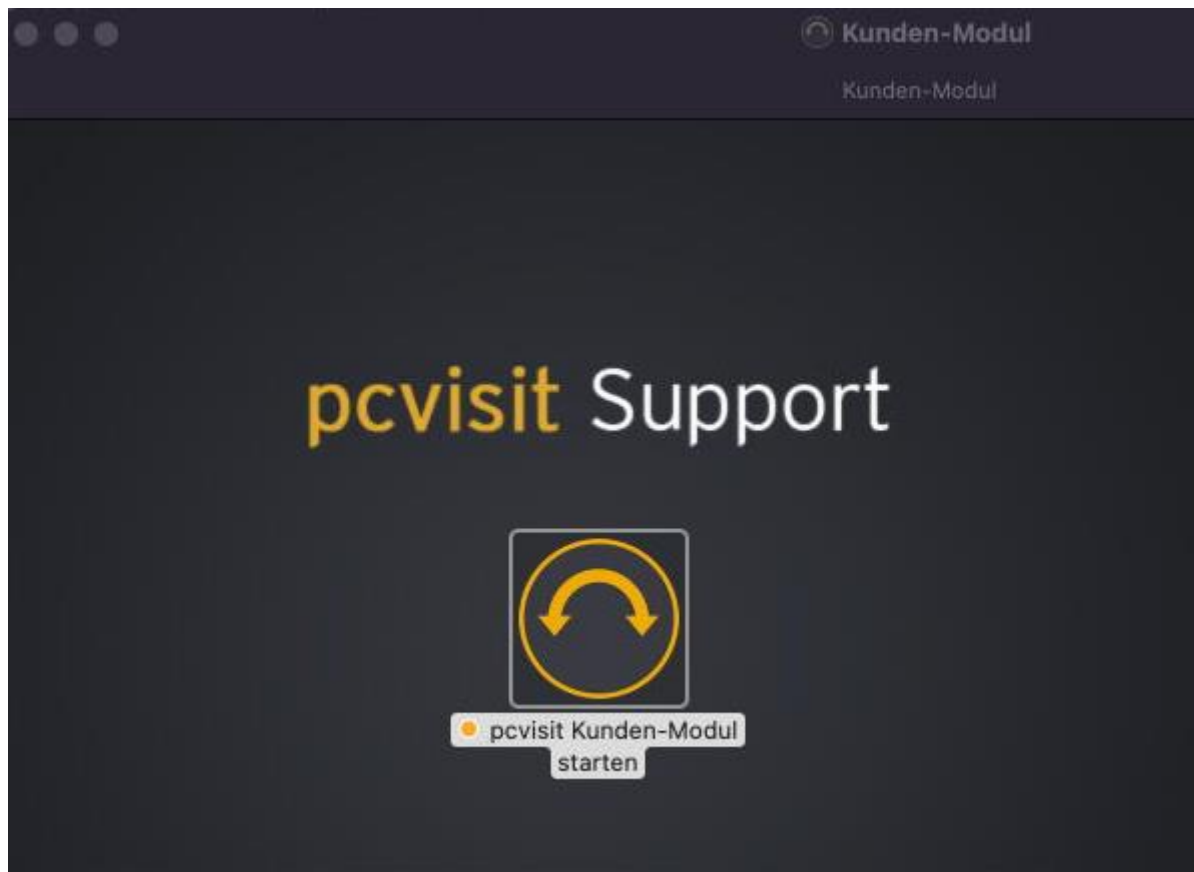 Kunden-Modul
Kunden-Modul
pcvisit Support
pcvisit Kunden-Modul
starten